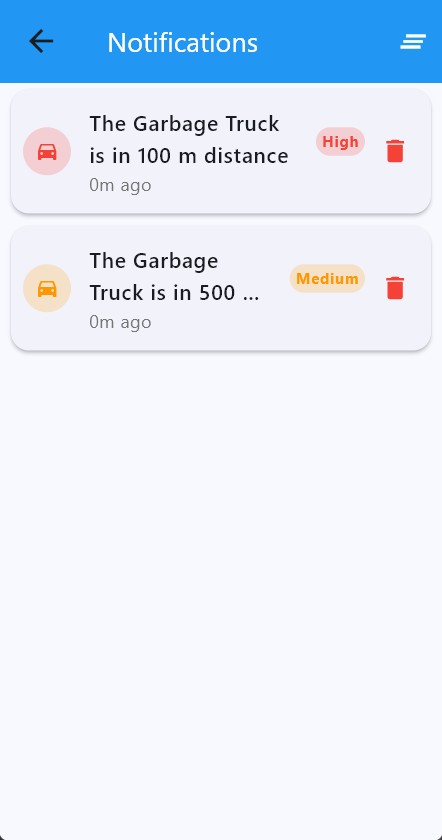 Notifications
The Garbage Truck
is in 100 m distance
High
0m ago
The Garbage
Truck is in 500 ...
Medium
0m ago